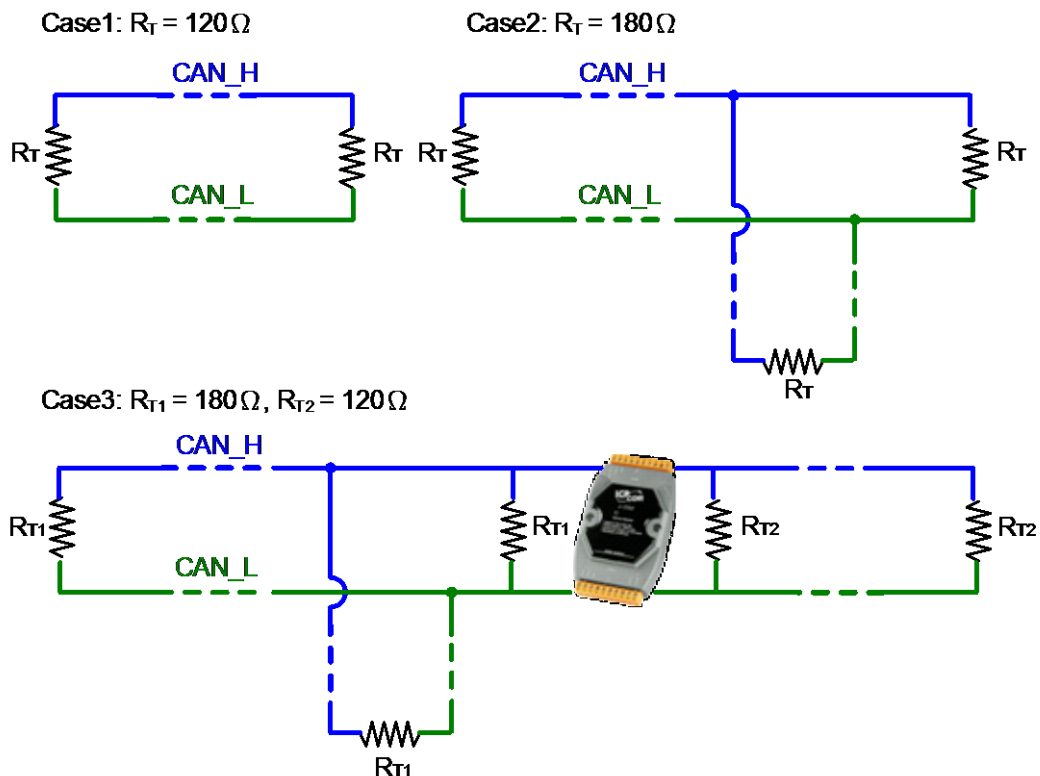 Case1: RT = 120Ω
Case2: RT = 180Ω
CAN_H
RT
RT
CAN_L
CAN_H
RT
RT
CAN_L
RT
Case3: RT1 = 180Ω, RT2 = 120Ω
CAN_H
RT1
RT1
RT2
RT2
CAN_L
RT1